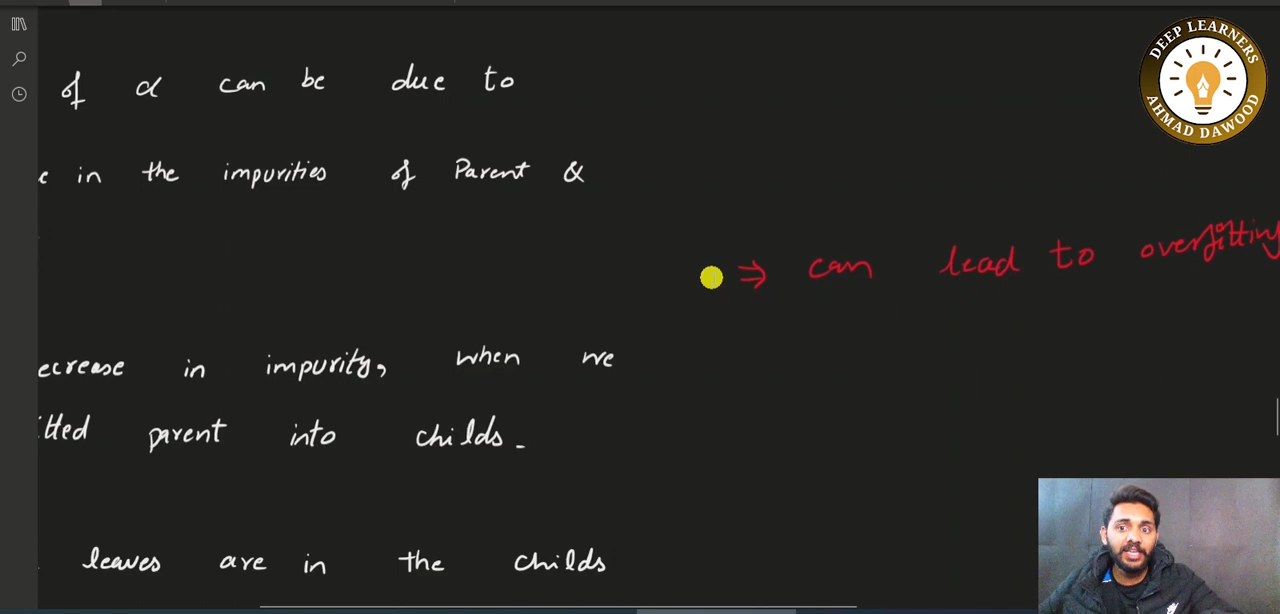 of α can be due to
in the impurities of Parent &
⇒ can lead to overfitting
ecrease in impurity, when we
itted parent into childs.
leaves are in the childs
DEEP LEARNERS
AHMAD DAWOOD